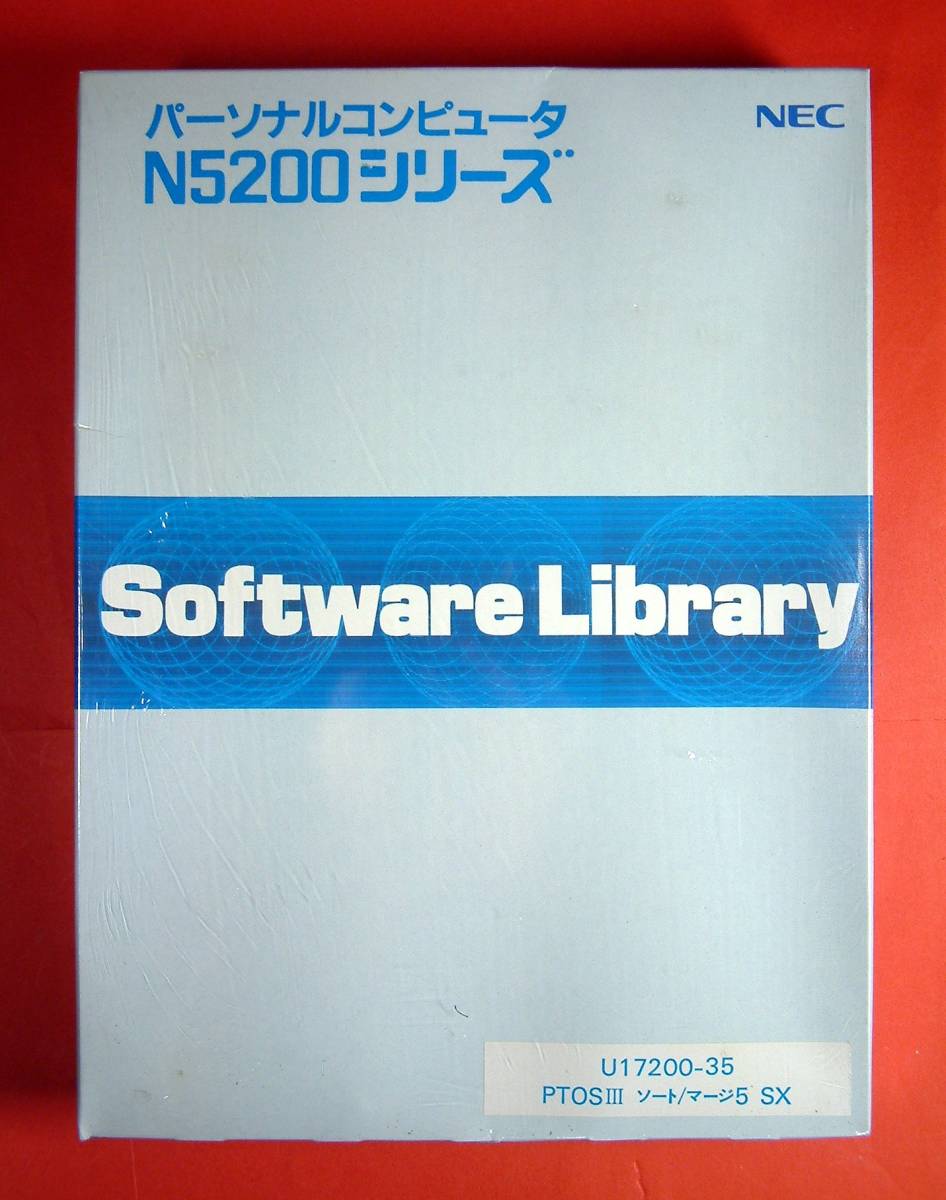 パーソナルコンピュータ
N5200シリーズ
NEC
Software Library
U17200-35
PTOSⅢ ソート/マージ5 SX